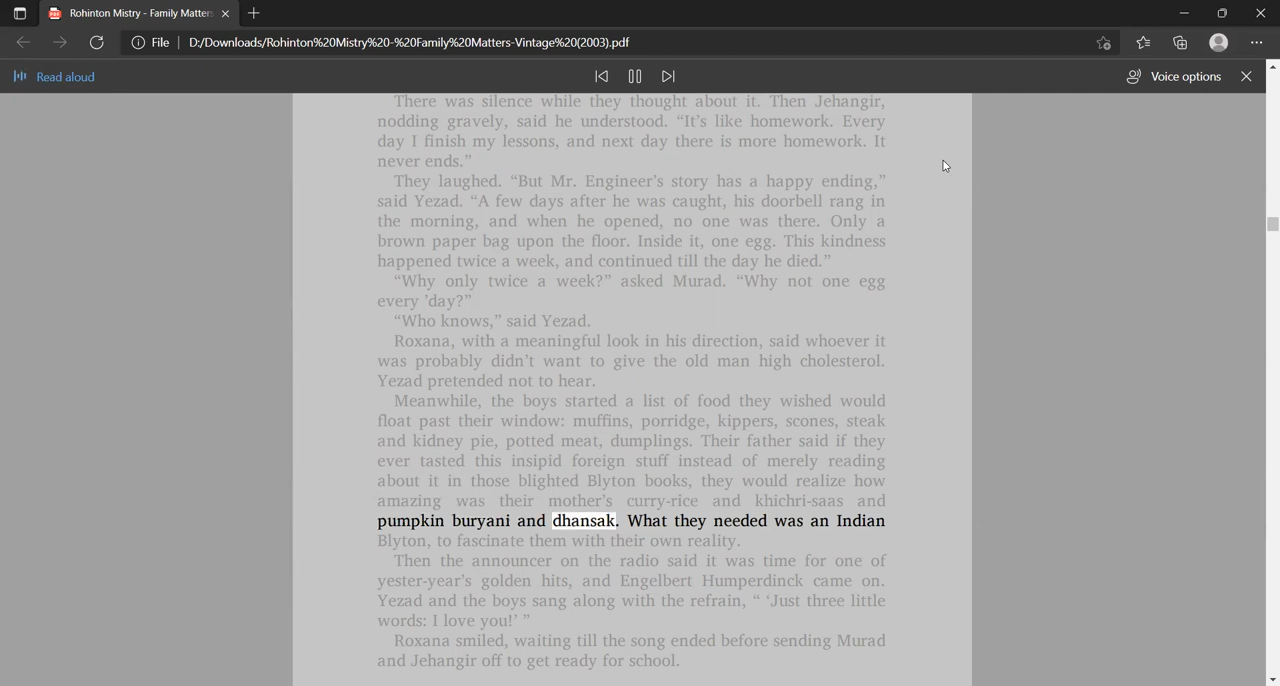 Rohinton Mistry - Family Matters
File
D:/Downloads/Rohinton%20Mistry%20-%20Family%20Matters-Vintage%20(2003).pdf
Read aloud
Voice options
There was silence while they thought about it. Then Jehangir,
nodding gravely, said he understood. “It’s like homework. Every
day I finish my lessons, and next day there is more homework. It
never ends.”
They laughed. “But Mr. Engineer’s story has a happy ending,”
said Yezad. “A few days after he was caught, his doorbell rang in
the morning, and when he opened, no one was there. Only a
brown paper bag upon the floor. Inside it, one egg. This kindness
happened twice a week, and continued till the day he died.”
“Why only twice a week?” asked Murad. “Why not one egg
every ’day?”
“Who knows,” said Yezad.
Roxana, with a meaningful look in his direction, said whoever it
was probably didn’t want to give the old man high cholesterol.
Yezad pretended not to hear.
Meanwhile, the boys started a list of food they wished would
float past their window: muffins, porridge, kippers, scones, steak
and kidney pie, potted meat, dumplings. Their father said if they
ever tasted this insipid foreign stuff instead of merely reading
about it in those blighted Blyton books, they would realize how
amazing was their mother’s curry-rice and khichri-saas and
pumpkin buryani and dhansak. What they needed was an Indian
Blyton, to fascinate them with their own reality.
Then the announcer on the radio said it was time for one of
yester-year’s golden hits, and Engelbert Humperdinck came on.
Yezad and the boys sang along with the refrain, “ ‘Just three little
words: I love you!’ ”
Roxana smiled, waiting till the song ended before sending Murad
and Jehangir off to get ready for school.